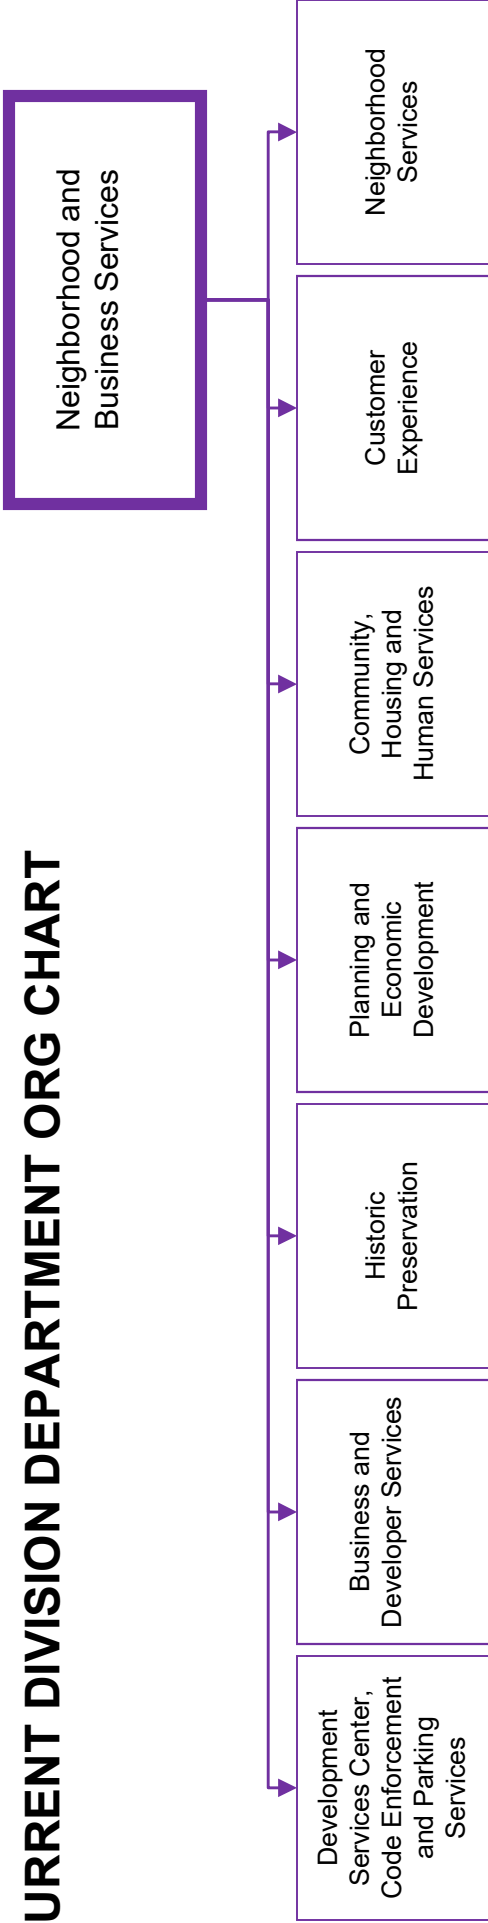 URRENT DIVISION DEPARTMENT ORG CHART
Neighborhood and
Business Services
Development
Services Center,
Code Enforcement
and Parking
Services
Business and
Developer Services
Historic
Preservation
Planning and
Economic
Development
Community,
Housing and
Human Services
Customer
Experience
Neighborhood
Services